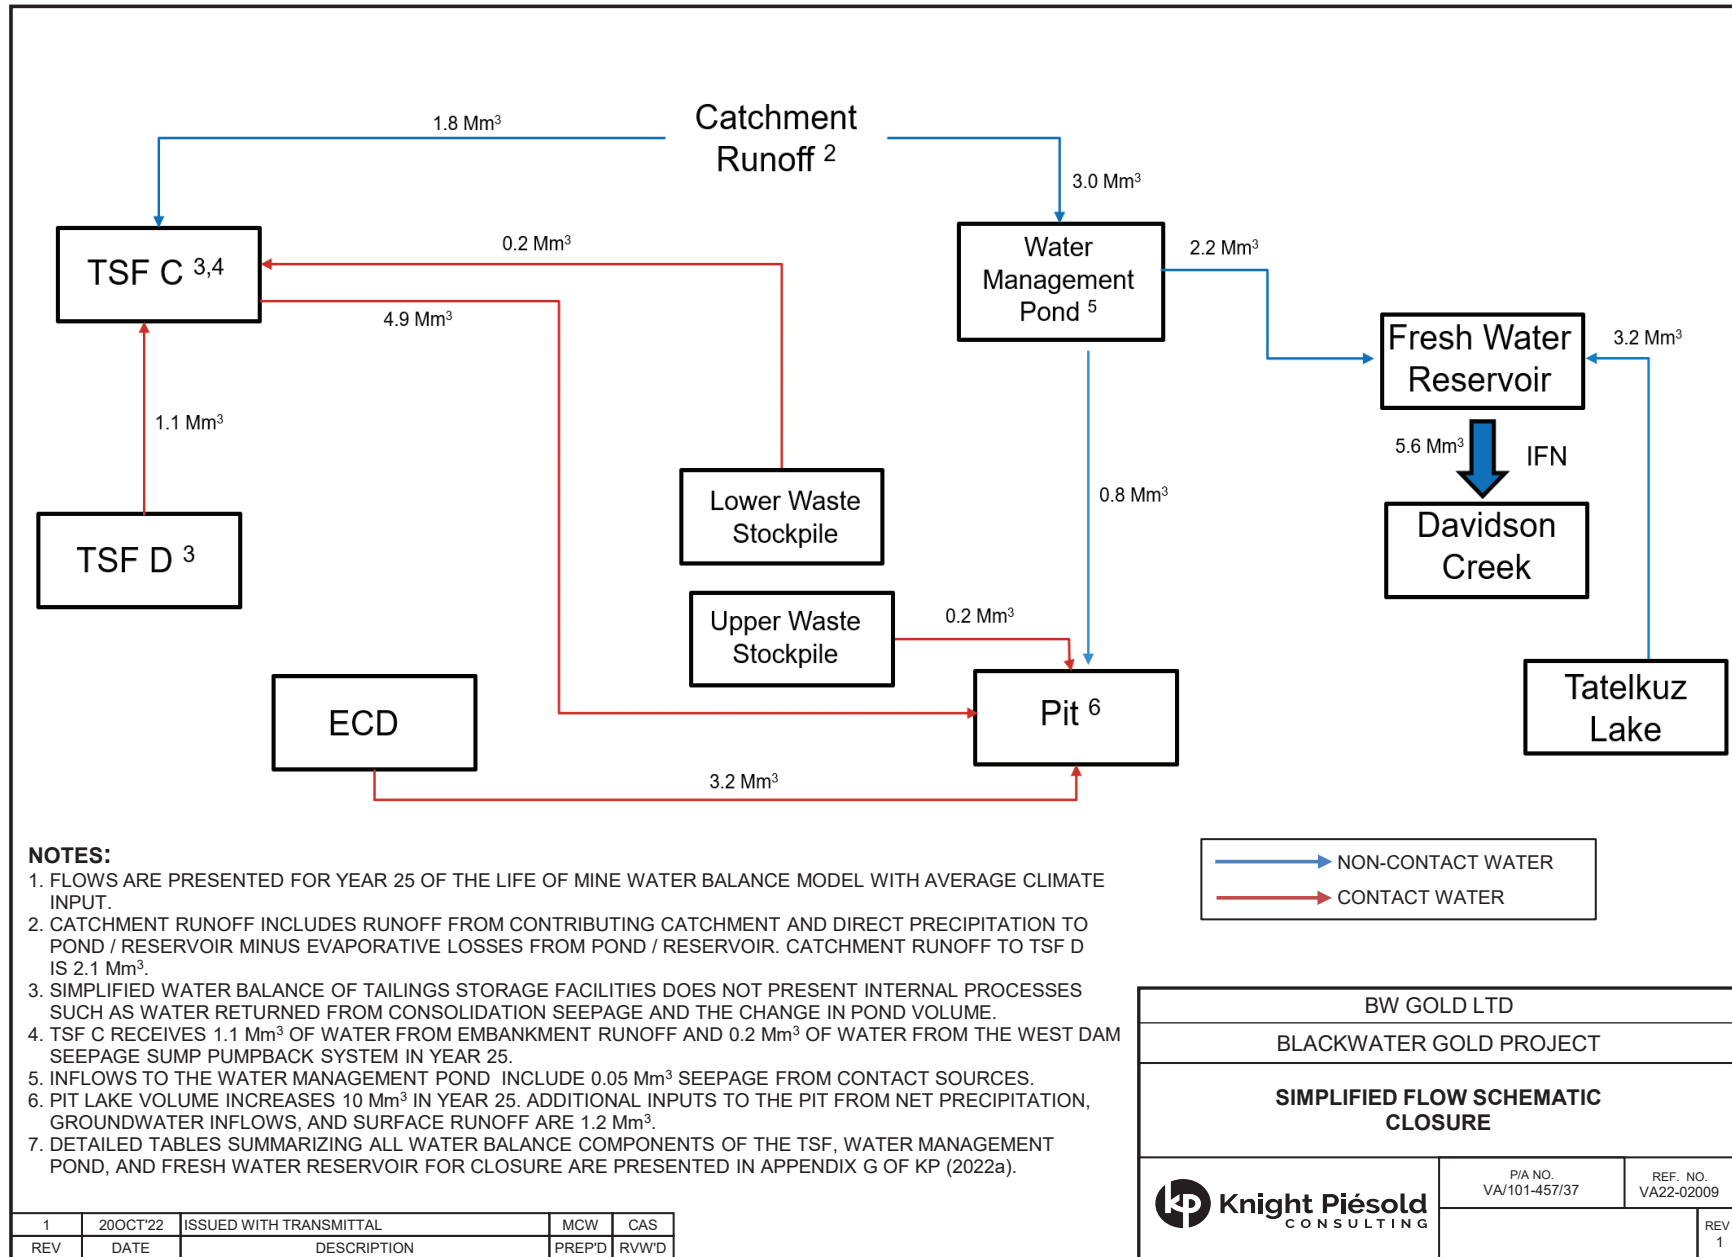 Catchment
Runoff 2
1.8 Mm³
3.0 Mm³
TSF C 3,4
0.2 Mm³
4.9 Mm³
Water
Management
Pond 5
2.2 Mm³
Fresh Water
Reservoir
3.2 Mm³
1.1 Mm³
5.6 Mm³
IFN
Lower Waste
Stockpile
0.8 Mm³
Davidson
Creek
TSF D 3
Upper Waste
Stockpile
0.2 Mm³
ECD
Pit 6
Tatelkuz
Lake
3.2 Mm³
NOTES:
1. FLOWS ARE PRESENTED FOR YEAR 25 OF THE LIFE OF MINE WATER BALANCE MODEL WITH AVERAGE CLIMATE
INPUT.
2. CATCHMENT RUNOFF INCLUDES RUNOFF FROM CONTRIBUTING CATCHMENT AND DIRECT PRECIPITATION TO
POND / RESERVOIR MINUS EVAPORATIVE LOSSES FROM POND / RESERVOIR. CATCHMENT RUNOFF TO TSF D
IS 2.1 Mm³.
3. SIMPLIFIED WATER BALANCE OF TAILINGS STORAGE FACILITIES DOES NOT PRESENT INTERNAL PROCESSES
SUCH AS WATER RETURNED FROM CONSOLIDATION SEEPAGE AND THE CHANGE IN POND VOLUME.
4. TSF C RECEIVES 1.1 Mm³ OF WATER FROM EMBANKMENT RUNOFF AND 0.2 Mm³ OF WATER FROM THE WEST DAM
SEEPAGE SUMP PUMPBACK SYSTEM IN YEAR 25.
5. INFLOWS TO THE WATER MANAGEMENT POND INCLUDE 0.05 Mm³ SEEPAGE FROM CONTACT SOURCES.
6. PIT LAKE VOLUME INCREASES 10 Mm³ IN YEAR 25. ADDITIONAL INPUTS TO THE PIT FROM NET PRECIPITATION,
GROUNDWATER INFLOWS, AND SURFACE RUNOFF ARE 1.2 Mm³.
7. DETAILED TABLES SUMMARIZING ALL WATER BALANCE COMPONENTS OF THE TSF, WATER MANAGEMENT
POND, AND FRESH WATER RESERVOIR FOR CLOSURE ARE PRESENTED IN APPENDIX G OF KP (2022a).
NON-CONTACT WATER
CONTACT WATER
BW GOLD LTD
BLACKWATER GOLD PROJECT
SIMPLIFIED FLOW SCHEMATIC
CLOSURE
kp Knight Piésold
CONSULTING
P/A NO.
VA/101-457/37
REF. NO.
VA22-02009
REV
1
1 20OCT'22 ISSUED WITH TRANSMITTAL MCW CAS
REV DATE DESCRIPTION PREP'D RVW'D